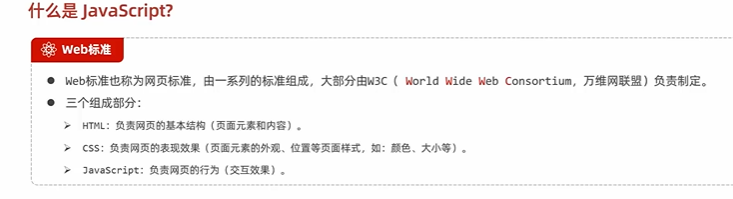 什么是 JavaScript?
Web标准
Web标准也称为网页标准，由一系列的标准组成，大部分由W3C（ World Wide Web Consortium，万维网联盟）负责制定。
三个组成部分：
HTML：负责网页的基本结构（页面元素和内容）。
CSS：负责网页的表现效果（页面元素的外观、位置等页面样式，如：颜色、大小等）。
JavaScript：负责网页的行为（交互效果）。